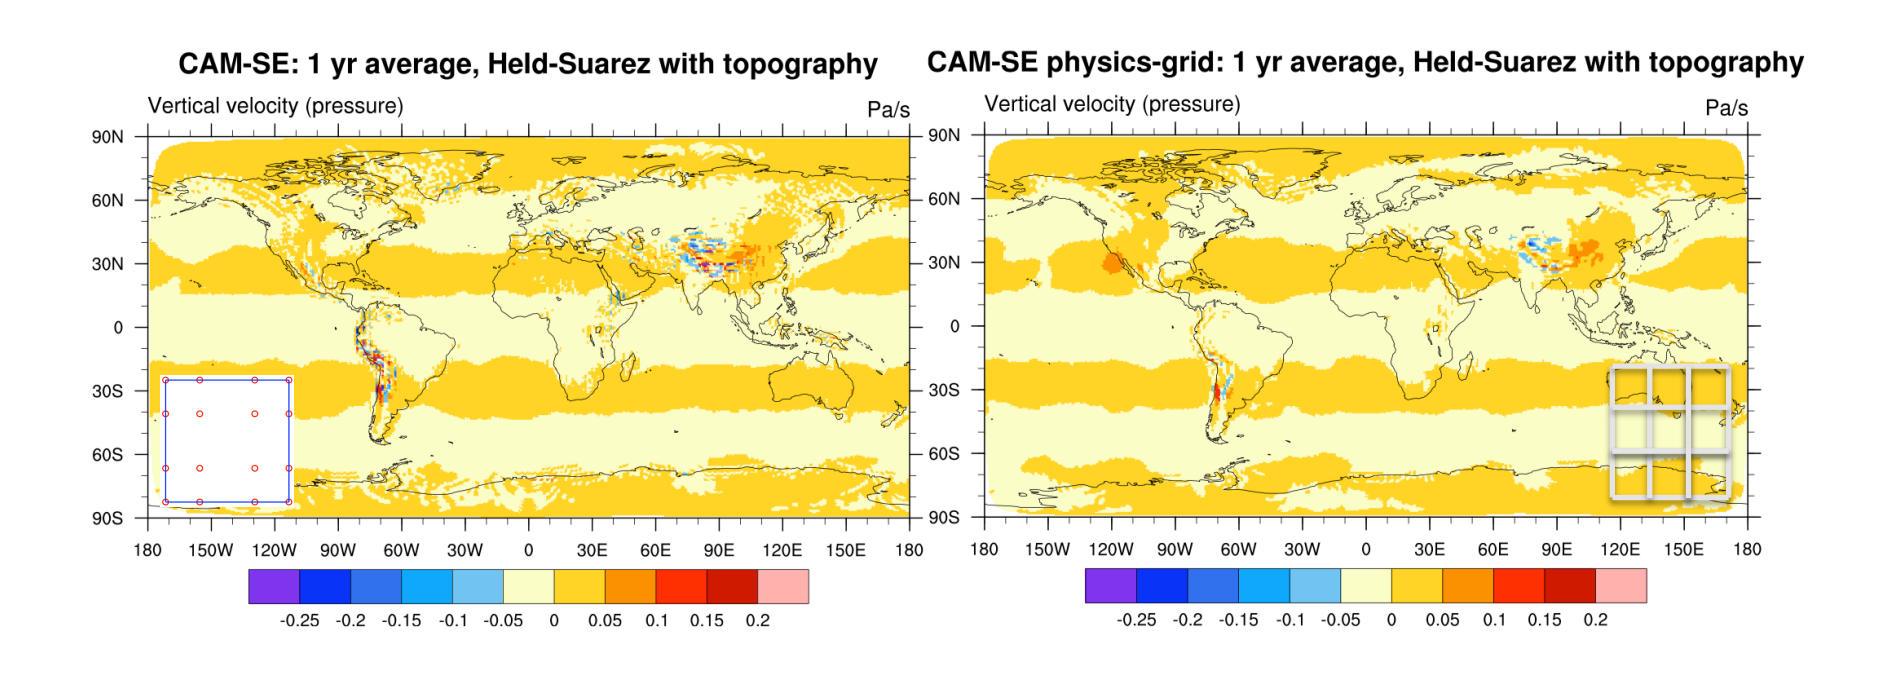 CAM-SE: 1 yr average, Held-Suarez with topography
Vertical velocity (pressure) Pa/s
90N
60N
30N
0
30S
60S
90S
180 150W 120W 90W 60W 30W 0 30E 60E 90E 120E 150E 180
-0.25 -0.2 -0.15 -0.1 -0.05 0 0.05 0.1 0.15 0.2
CAM-SE physics-grid: 1 yr average, Held-Suarez with topography
Vertical velocity (pressure) Pa/s
90N
60N
30N
0
30S
60S
90S
180 150W 120W 90W 60W 30W 0 30E 60E 90E 120E 150E 180
-0.25 -0.2 -0.15 -0.1 -0.05 0 0.05 0.1 0.15 0.2